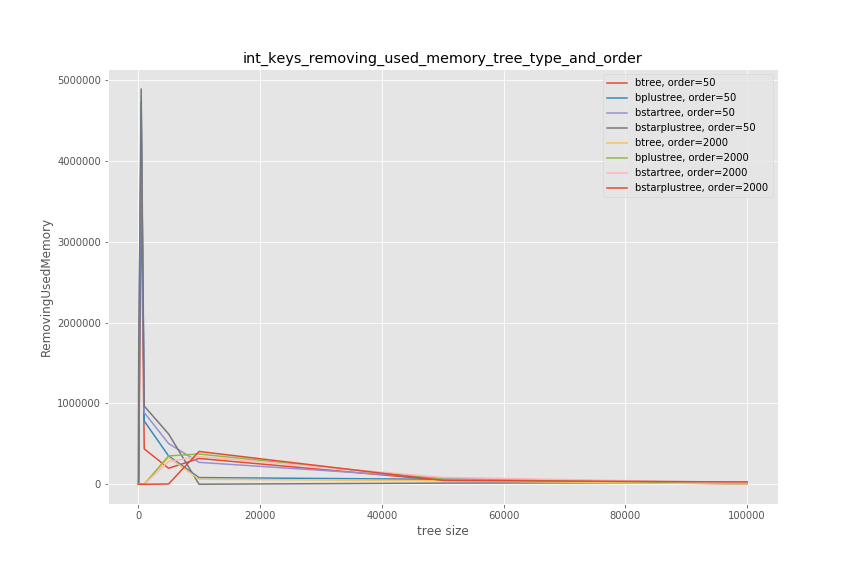 int_keys_removing_used_memory_tree_type_and_order
btree, order=50
bplustree, order=50
bstartree, order=50
bstarplustree, order=50
btree, order=2000
bplustree, order=2000
bstartree, order=2000
bstarplustree, order=2000
RemovingUsedMemory
5000000
4000000
3000000
2000000
1000000
0
0 20000 40000 60000 80000 100000
tree size